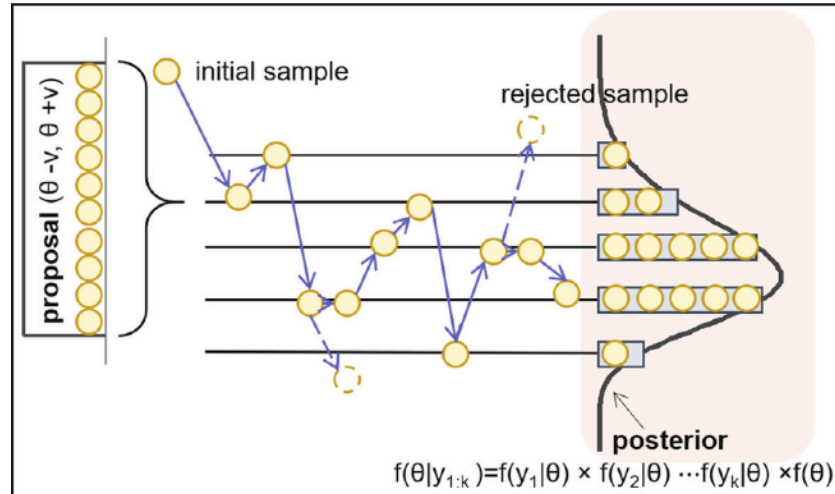 initial sample
rejected sample
proposal (θ -v, θ +v)
posterior
f(θ|y₁:ₖ)=f(y₁|θ) × f(y₂|θ) ⋯f(yₖ|θ) ×f(θ)